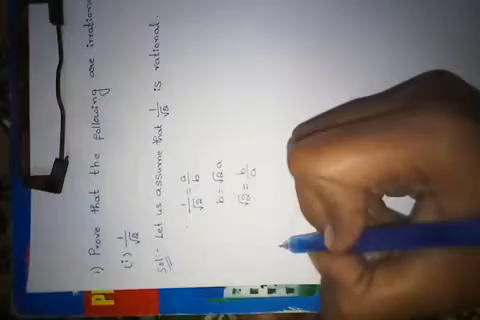 1) Prove that the following are irration
(i) 1/√2
Sol:- Let us assume that 1/√2 is rational.
1/√2 = a/b
b = √2 a
√2 = b/a